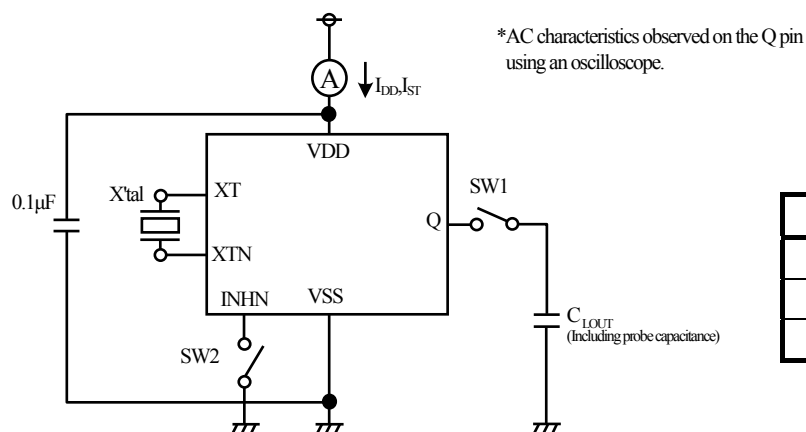 *AC characteristics observed on the Q pin
using an oscilloscope.
A
IDD,IST
VDD
0.1μF
X'tal
XT
SW1
Q
XTN
INHN
VSS
CLOUT
(Including probe capacitance)
SW2